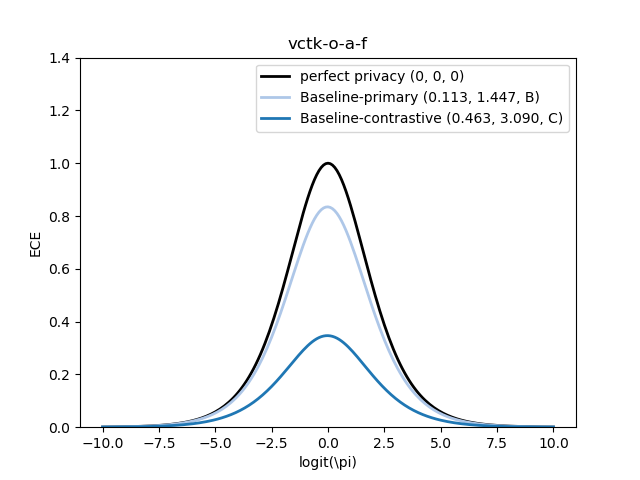 vctk-o-a-f
perfect privacy (0, 0, 0)
Baseline-primary (0.113, 1.447, B)
Baseline-contrastive (0.463, 3.090, C)
1.4
1.2
1.0
0.8
0.6
0.4
0.2
0.0
ECE
−10.0 −7.5 −5.0 −2.5 0.0 2.5 5.0 7.5 10.0
logit(\pi)